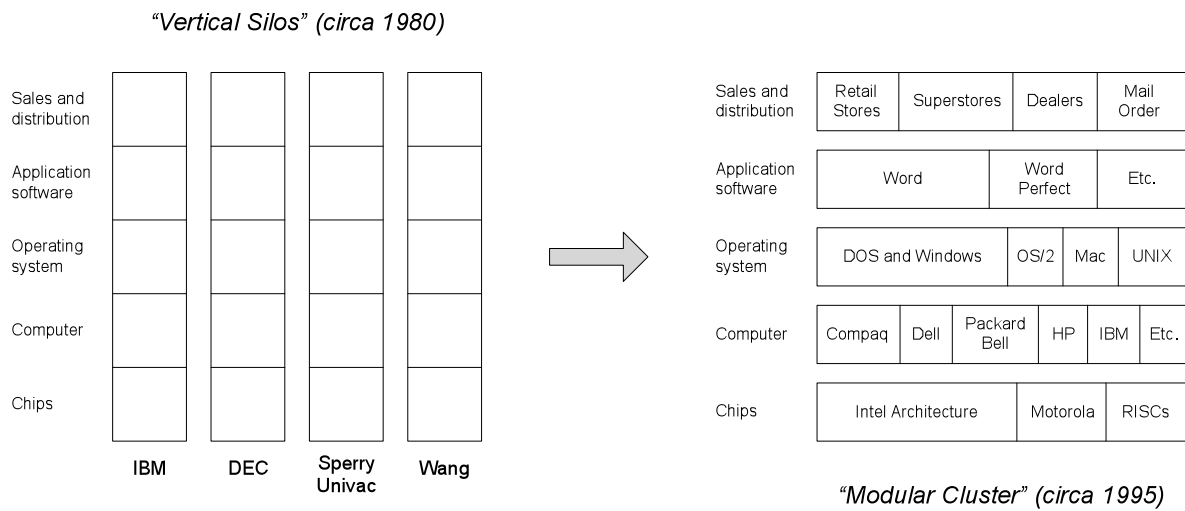 “Vertical Silos” (circa 1980)
Sales and
distribution
Application
software
Operating
system
Computer
Chips
IBM
DEC
Sperry
Univac
Wang
Sales and
distribution
Retail
Stores
Superstores
Dealers
Mail
Order
Application
software
Word
Word
Perfect
Etc.
Operating
system
DOS and Windows
OS/2
Mac
UNIX
Computer
Compaq
Dell
Packard
Bell
HP
IBM
Etc.
Chips
Intel Architecture
Motorola
RISCs
“Modular Cluster” (circa 1995)